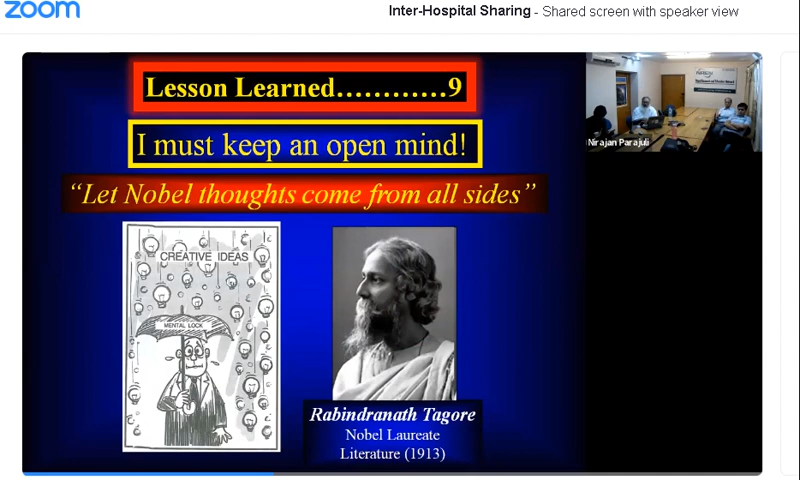 zoom
Inter-Hospital Sharing - Shared screen with speaker view
Lesson Learned............9
I must keep an open mind!
“Let Nobel thoughts come from all sides”
CREATIVE IDEAS
MENTAL LOCK
Rabindranath Tagore
Nobel Laureate
Literature (1913)
Nirajan Parajuli